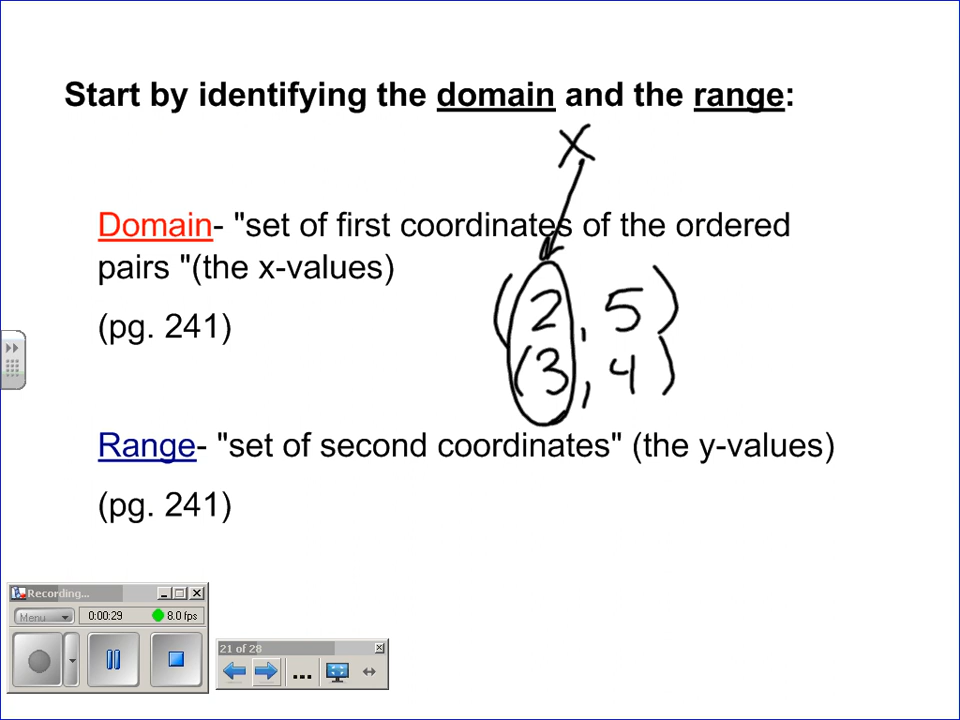 Start by identifying the domain and the range:
x
Domain- "set of first coordinates of the ordered
pairs "(the x-values)
(2, 5)
(pg. 241)
(3, 4)
Range- "set of second coordinates" (the y-values)
(pg. 241)
Recording...
Menu
0:00:29
8.0 fps
21 of 28
...